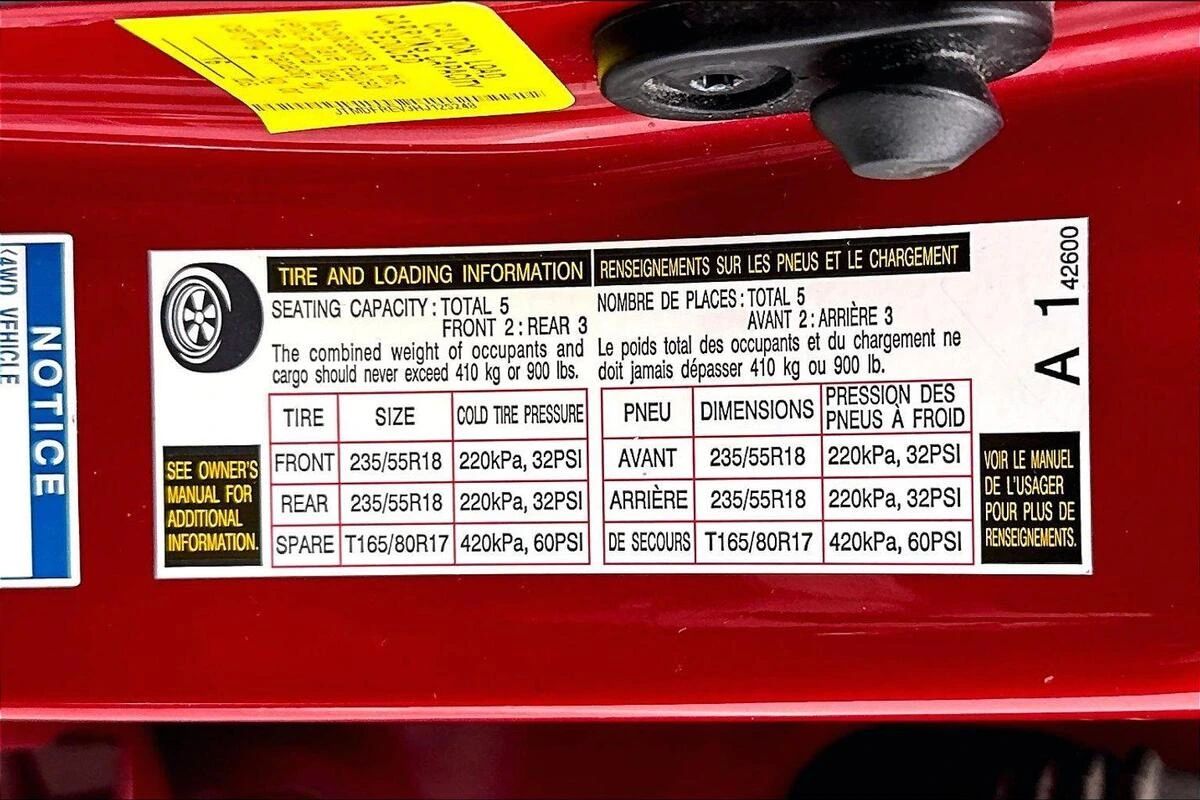 CAUTION LOAD
CARRYING CAPACITY
REDUCED
NOTICE
(4WD VEHICLE
TIRE AND LOADING INFORMATION
SEATING CAPACITY : TOTAL 5
FRONT 2 : REAR 3
The combined weight of occupants and
cargo should never exceed 410 kg or 900 lbs.
TIRE SIZE COLD TIRE PRESSURE
FRONT 235/55R18 220kPa, 32PSI
REAR 235/55R18 220kPa, 32PSI
SPARE T165/80R17 420kPa, 60PSI
SEE OWNER'S
MANUAL FOR
ADDITIONAL
INFORMATION.
RENSEIGNEMENTS SUR LES PNEUS ET LE CHARGEMENT
NOMBRE DE PLACES : TOTAL 5
AVANT 2 : ARRIÈRE 3
Le poids total des occupants et du chargement ne
doit jamais dépasser 410 kg ou 900 lb.
PNEU DIMENSIONS PRESSION DES
PNEUS À FROID
AVANT 235/55R18 220kPa, 32PSI
ARRIÈRE 235/55R18 220kPa, 32PSI
DE SECOURS T165/80R17 420kPa, 60PSI
VOIR LE MANUEL
DE L'USAGER
POUR PLUS DE
RENSEIGNEMENTS.
A 1 42600